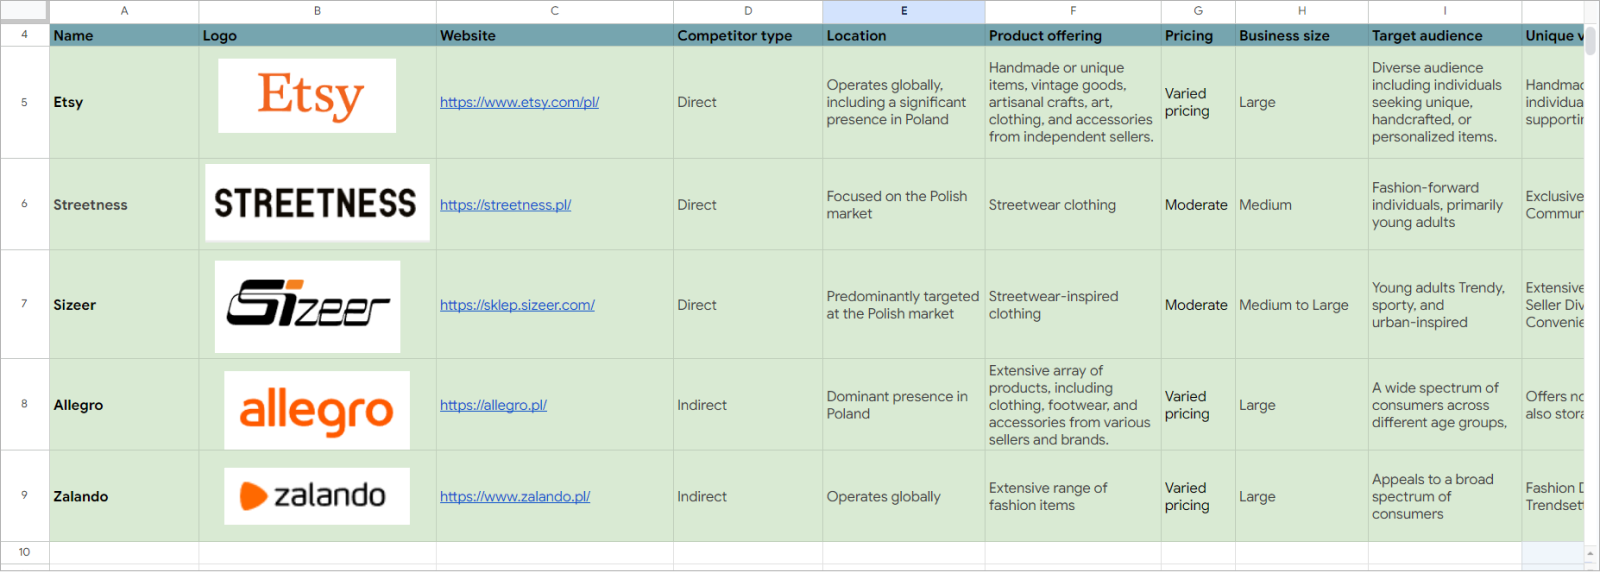 A B C D E F G H I
4 Name Logo Website Competitor type Location Product offering Pricing Business size Target audience Unique v
5 Etsy
Etsy
https://www.etsy.com/pl/
Direct
Operates globally,
including a significant
presence in Poland
Handmade or unique
items, vintage goods,
artisanal crafts, art,
clothing, and accessories
from independent sellers.
Varied
pricing
Large
Diverse audience
including individuals
seeking unique,
handcrafted, or
personalized items.
Handmad
individua
supportin
6 Streetness
STREETNESS
https://streetness.pl/
Direct
Focused on the Polish
market
Streetwear clothing
Moderate
Medium
Fashion-forward
individuals, primarily
young adults
Exclusive
Commun
7 Sizeer
Sizeer
https://sklep.sizeer.com/
Direct
Predominantly targeted
at the Polish market
Streetwear-inspired
clothing
Moderate
Medium to Large
Young adults Trendy,
sporty, and
urban-inspired
Extensive
Seller Div
Convenie
8 Allegro
allegro
https://allegro.pl/
Indirect
Dominant presence in
Poland
Extensive array of
products, including
clothing, footwear, and
accessories from various
sellers and brands.
Varied
pricing
Large
A wide spectrum of
consumers across
different age groups,
Offers no
also stora
9 Zalando
zalando
https://www.zalando.pl/
Indirect
Operates globally
Extensive range of
fashion items
Varied
pricing
Large
Appeals to a broad
spectrum of
consumers
Fashion D
Trendsett
10